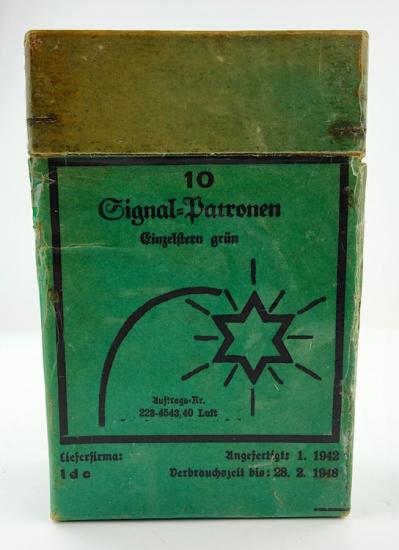 10
Signal=Patronen
Einzelstern grün
Auftrags-Nr.
228-4543/40 Luft
Lieferfirma:
ldc
Angefertigt: 1. 1942
Verbrauchszeit bis: 28. 2. 1948